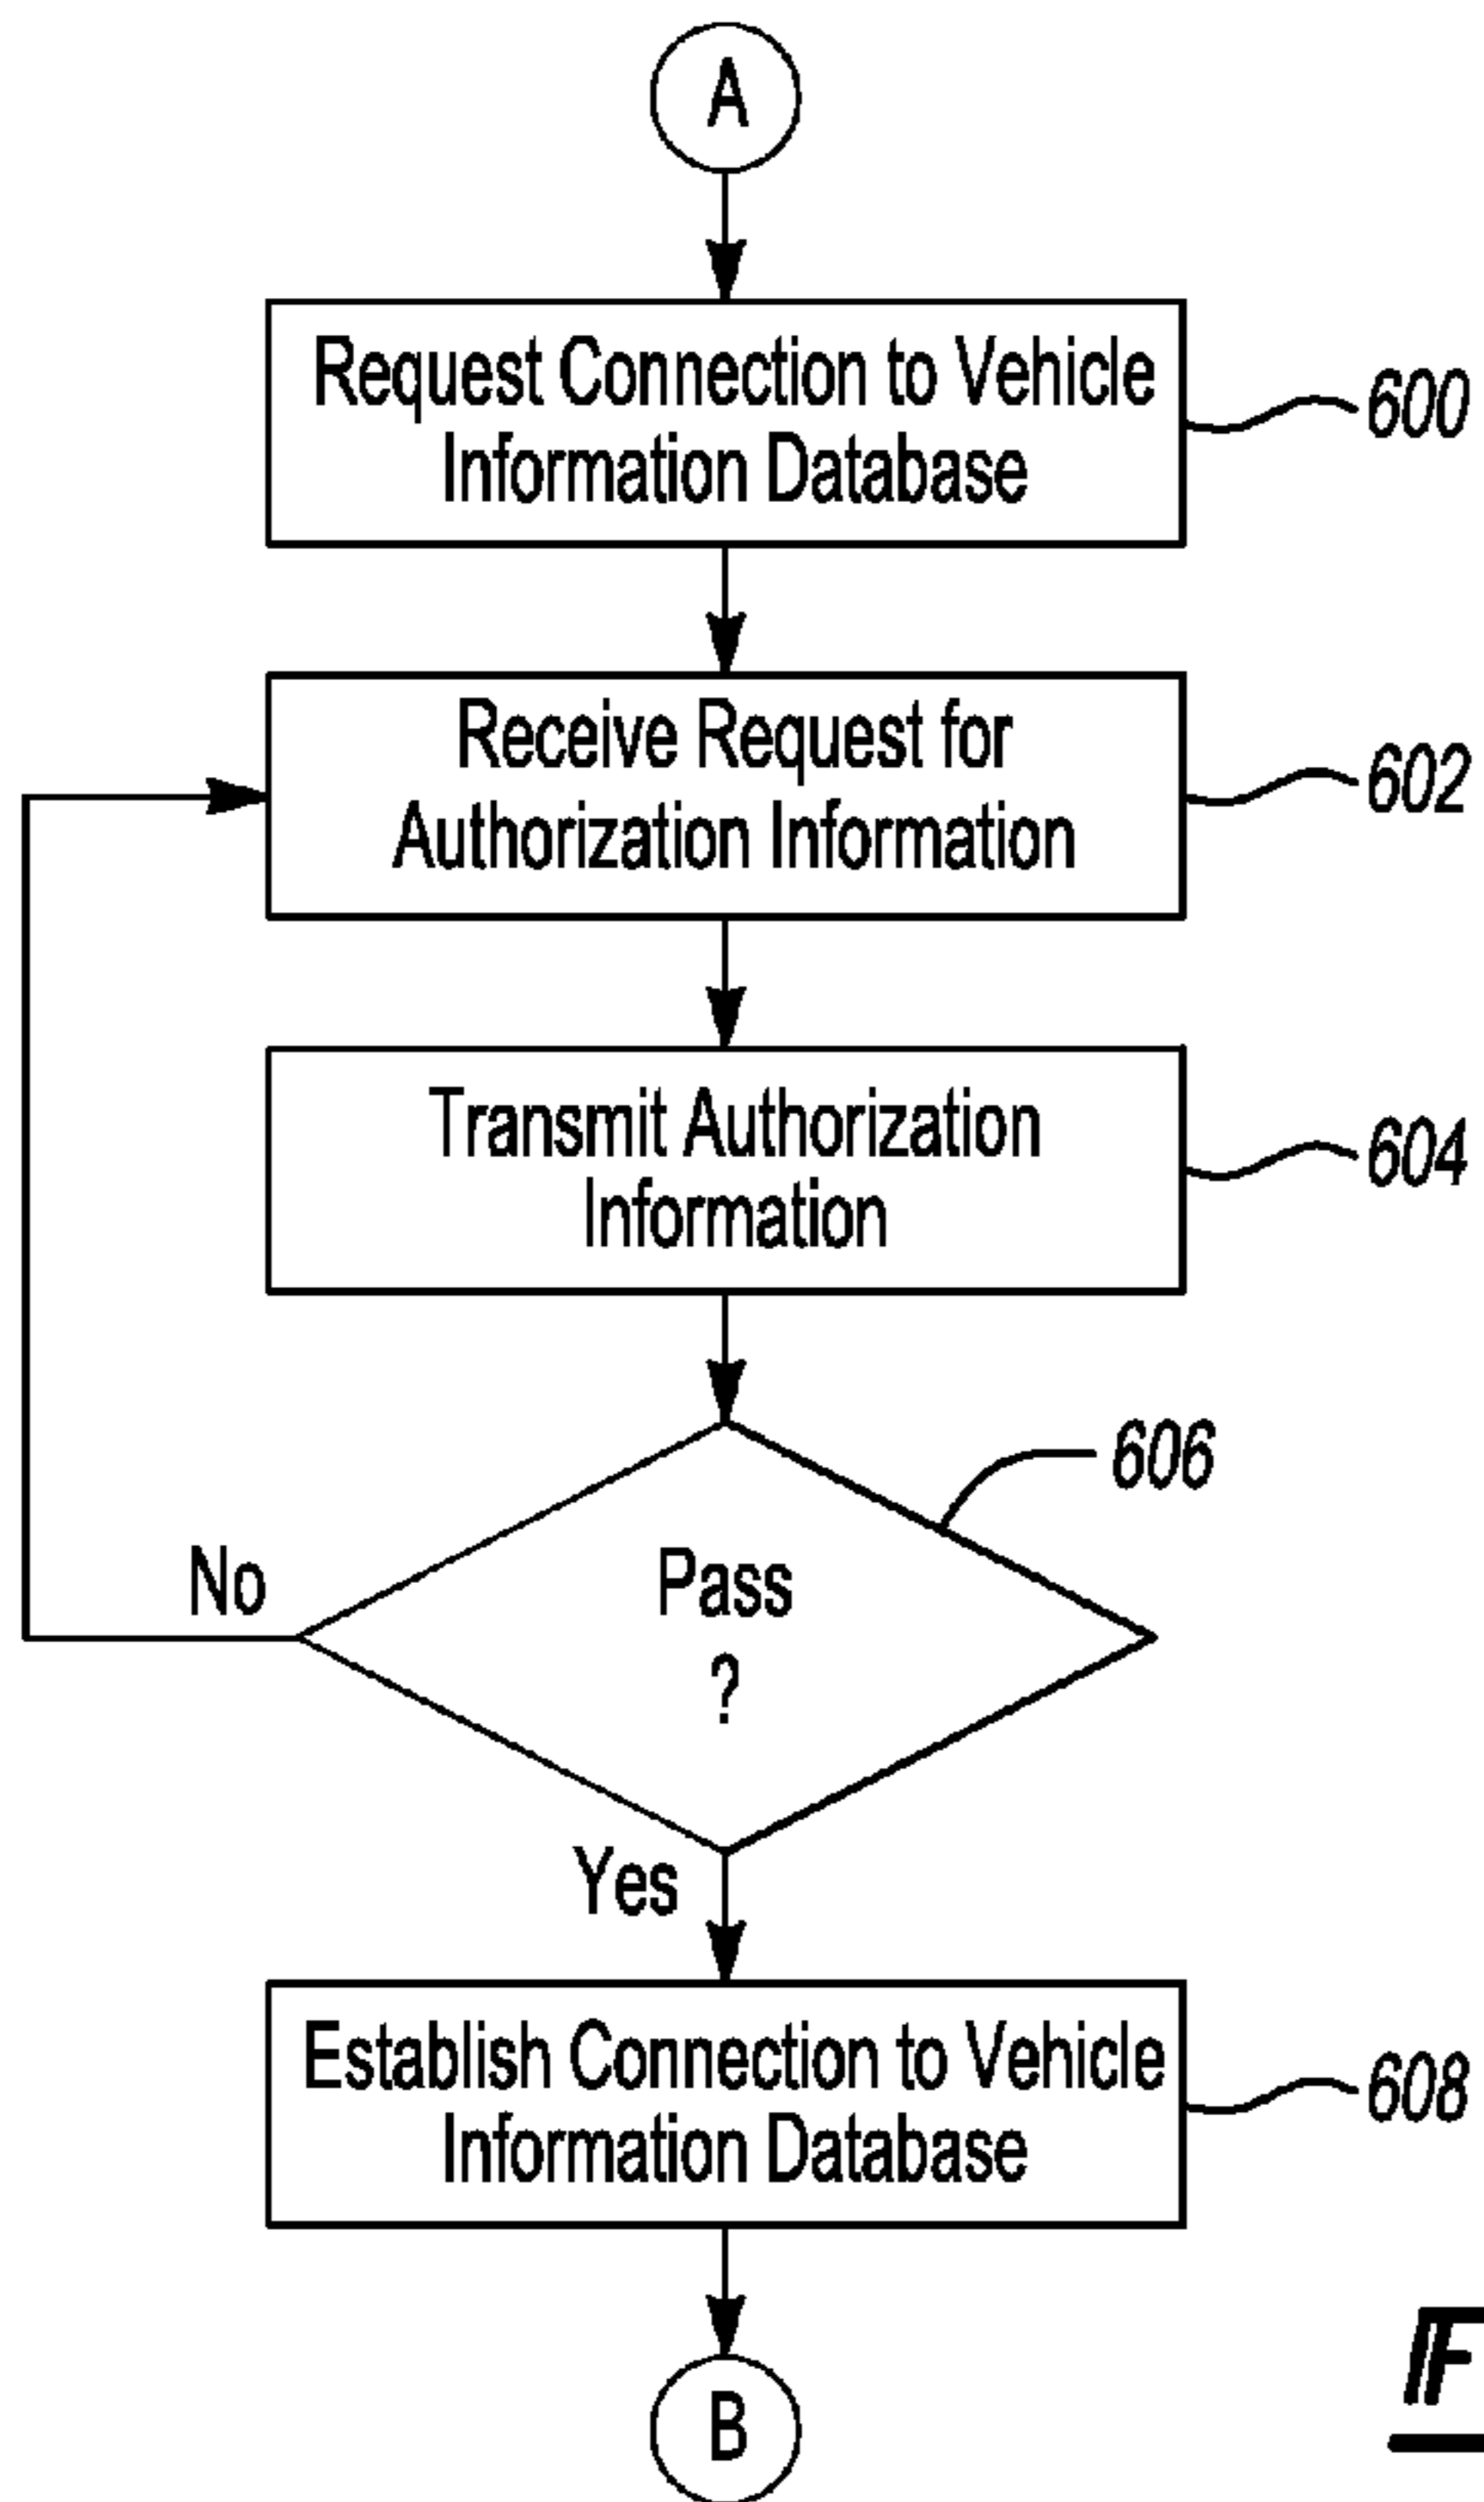 A
Request Connection to Vehicle
Information Database
600
Receive Request for
Authorization Information
602
Transmit Authorization
Information
604
606
Pass
?
No
Yes
Establish Connection to Vehicle
Information Database
608
F
B